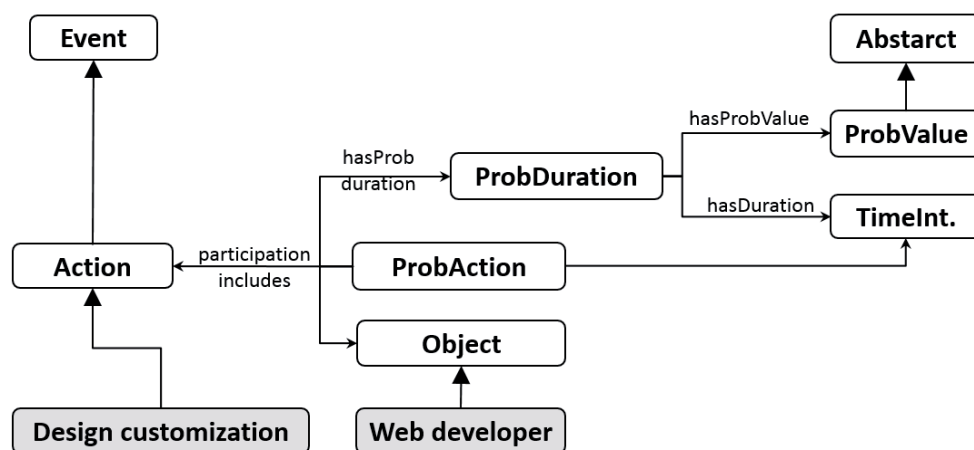 Event
Abstarct
hasProbValue
ProbValue
hasProb
duration
ProbDuration
hasDuration
TimeInt.
Action
participation
includes
ProbAction
Object
Design customization
Web developer